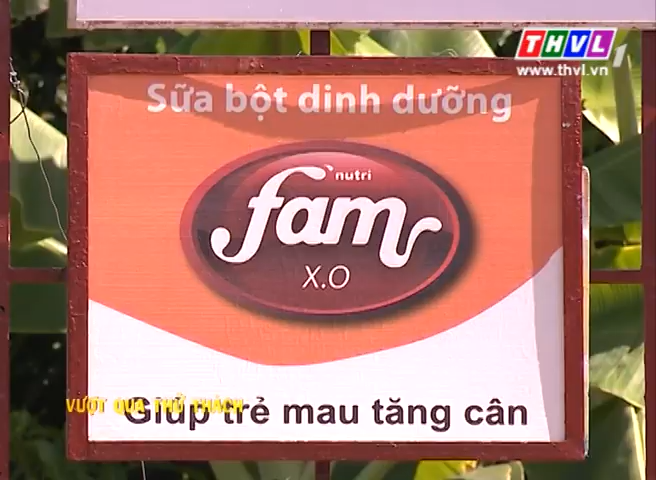 THVL1
www.thvl.vn
Sữa bột dinh dưỡng
nutri
fam
X.O
VƯỢT QUA THỬ THÁCH
Giúp trẻ mau tăng cân